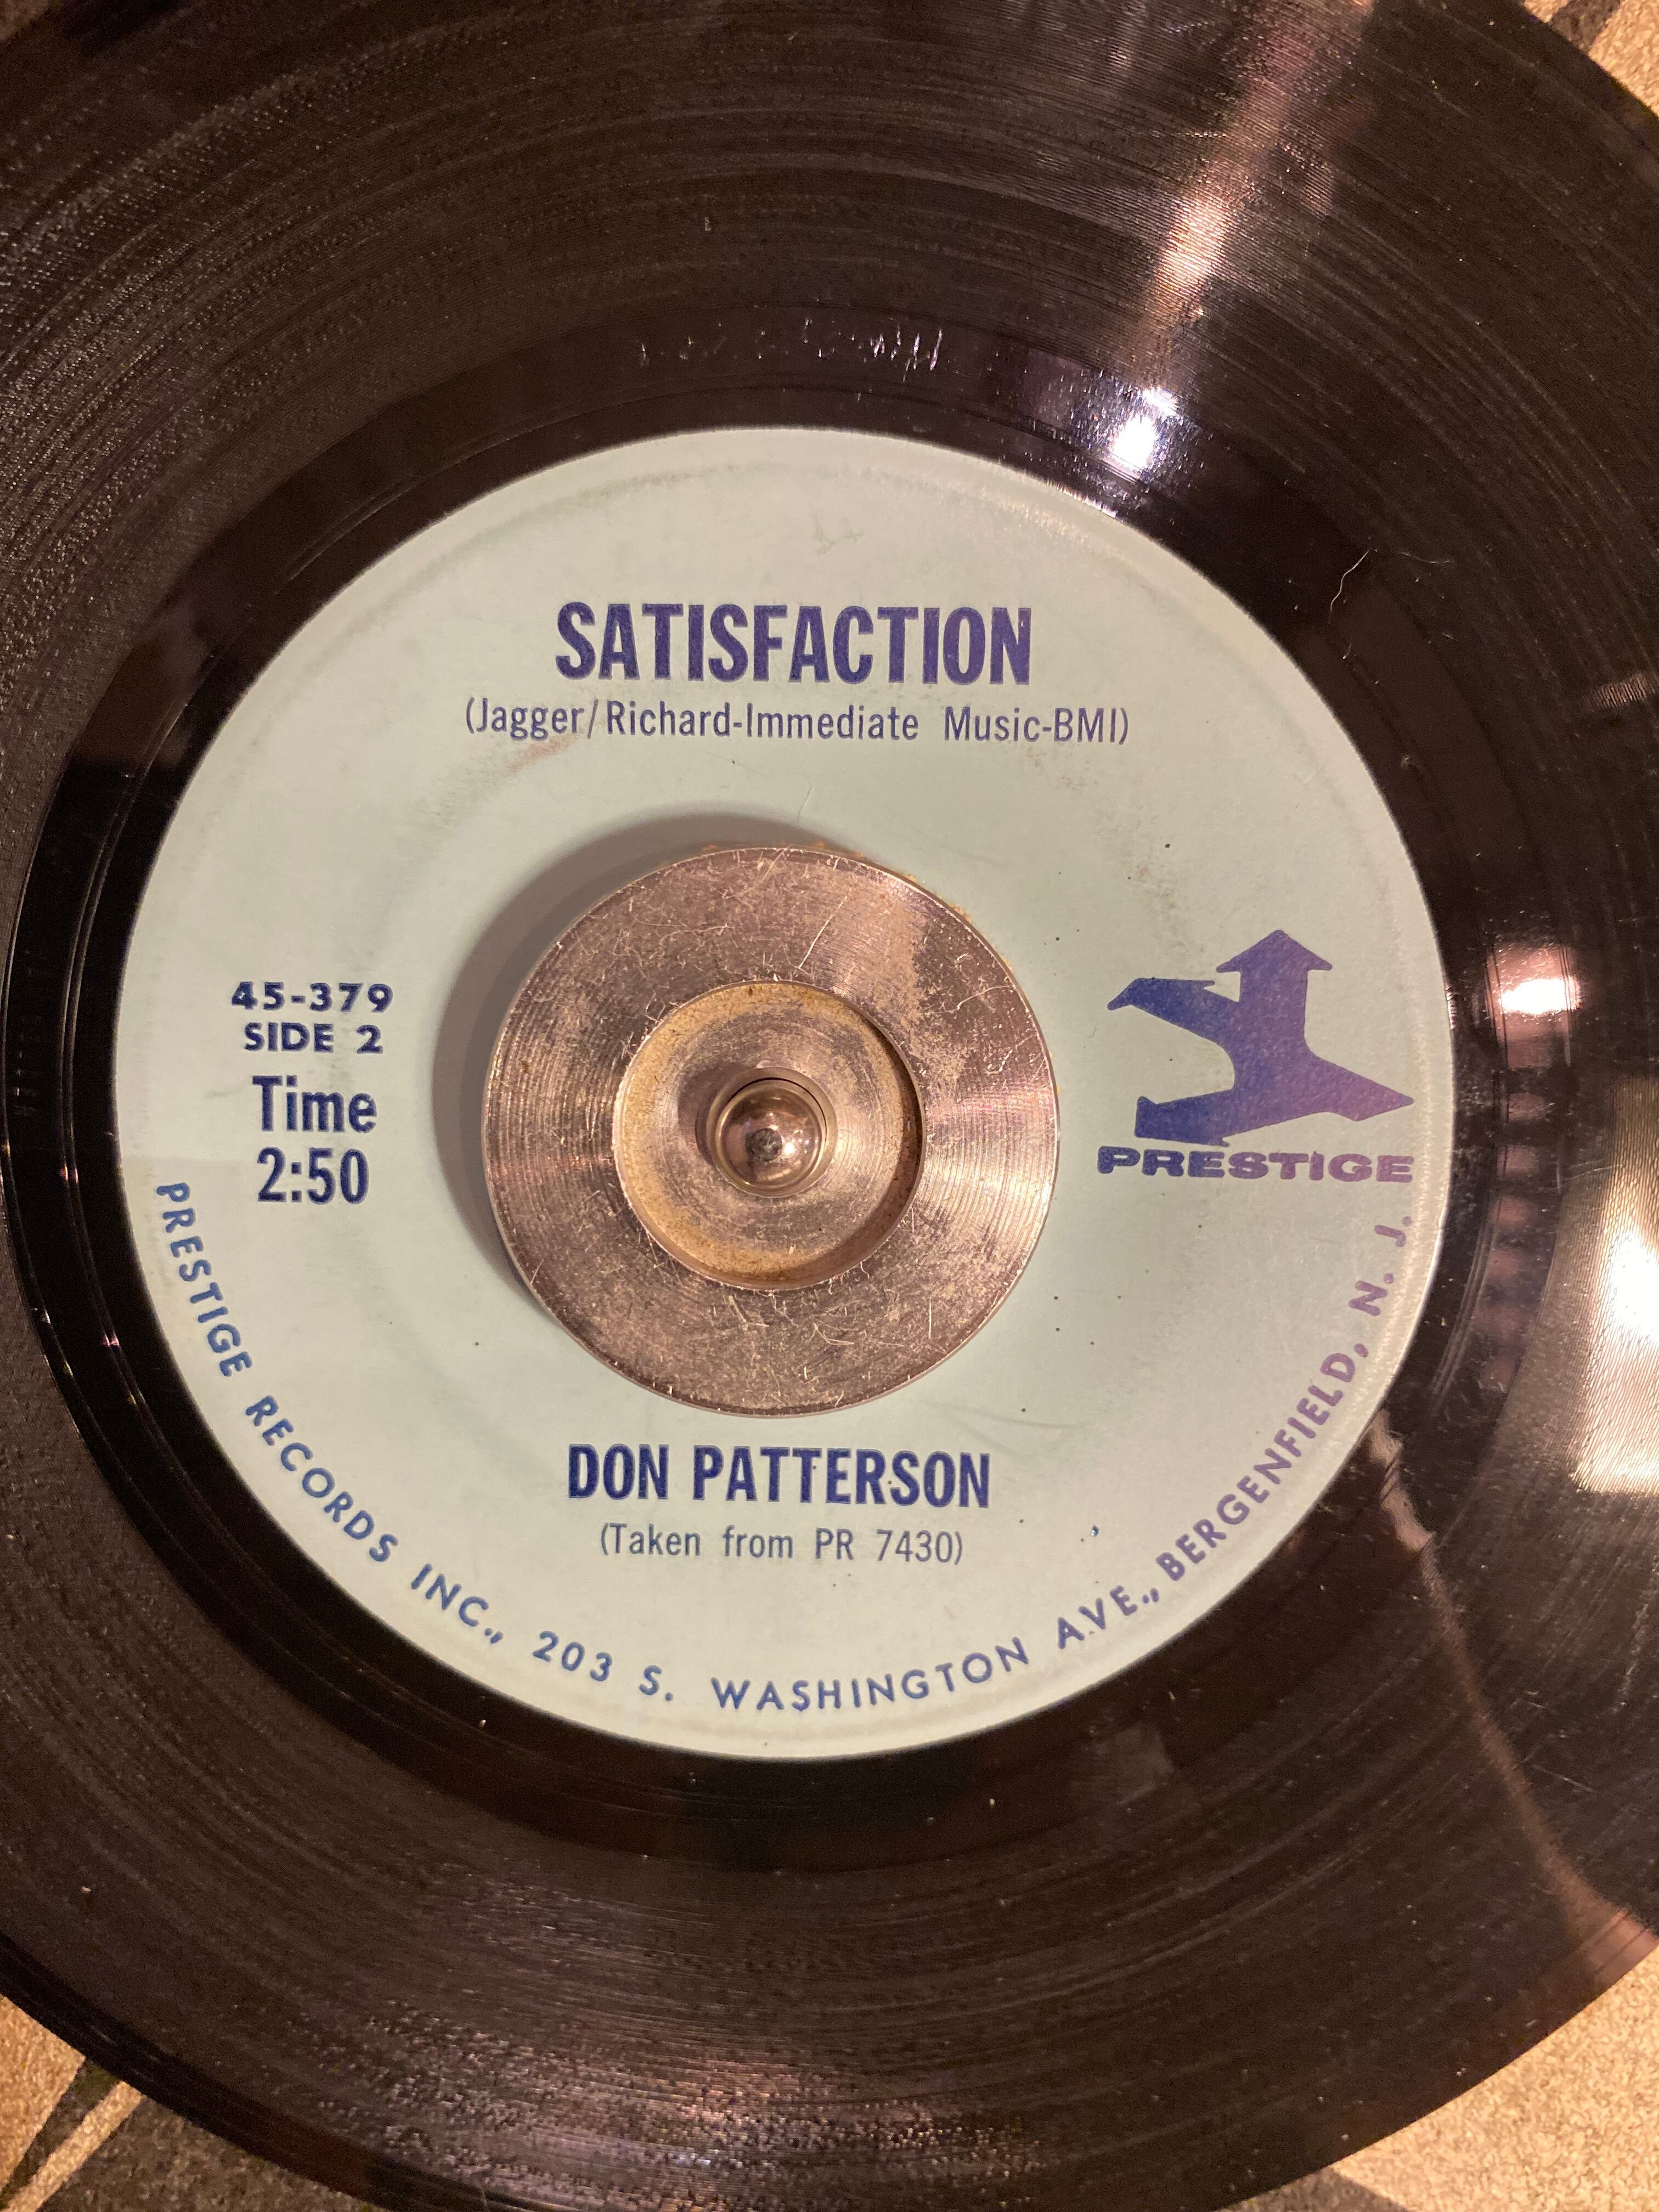 SATISFACTION
(Jagger/Richard-Immediate Music-BMI)
45-379
SIDE 2
Time
2:50
PRESTIGE
DON PATTERSON
(Taken from PR 7430)
PRESTIGE RECORDS INC., 203 S. WASHINGTON AVE., BERGENFIELD, N. J.